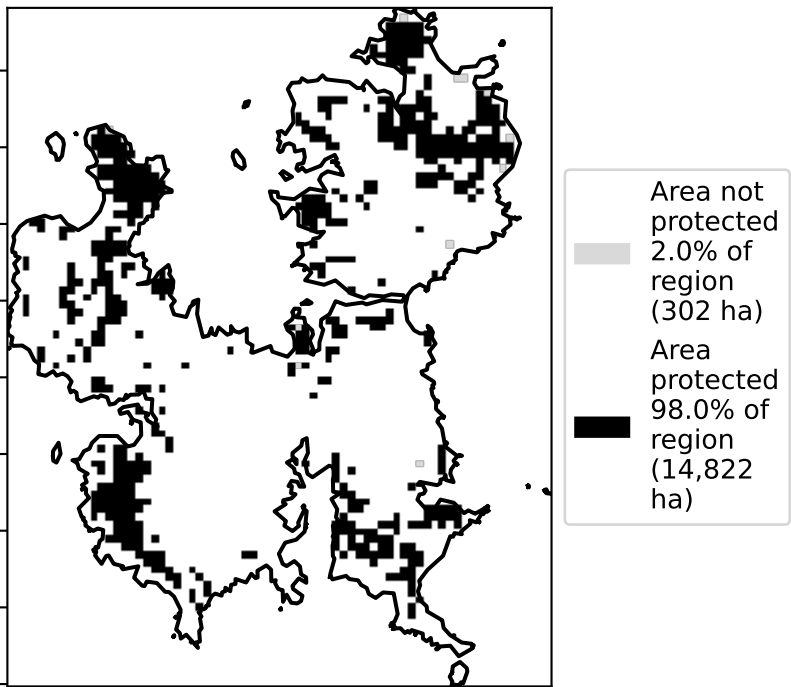 Area not
protected
2.0% of
region
(302 ha)
Area
protected
98.0% of
region
(14,822
ha)